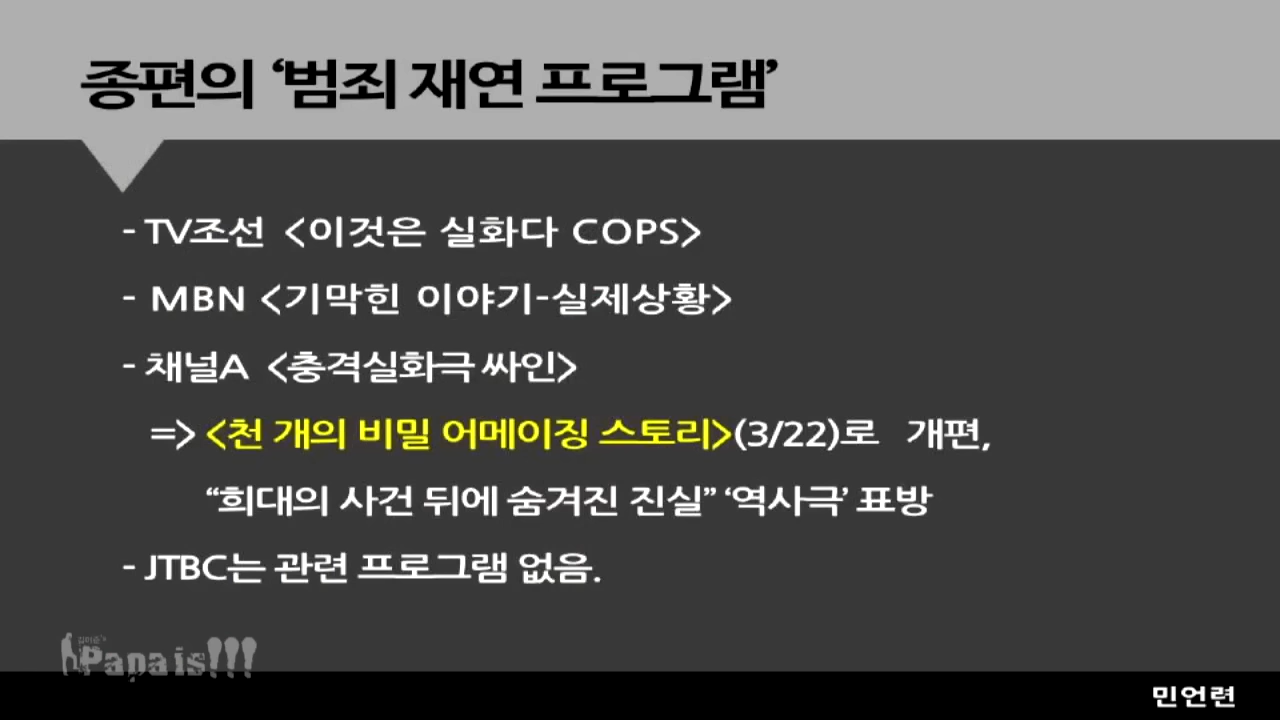 종편의 ‘범죄 재연 프로그램’
- TV조선 <이것은 실화다 COPS>
- MBN <기막힌 이야기-실제상황>
- 채널A <충격실화극 싸인>
=> <천 개의 비밀 어메이징 스토리>(3/22)로 개편,
“희대의 사건 뒤에 숨겨진 진실” ‘역사극’ 표방
- JTBC는 관련 프로그램 없음.
김어준's
Papais!!!
민언련